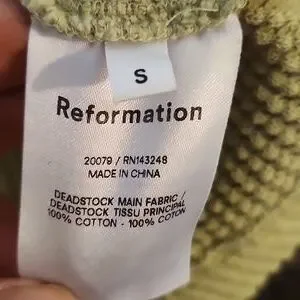 S
Reformation
20079 / RN143248
MADE IN CHINA
DEADSTOCK MAIN FABRIC /
DEADSTOCK TISSU PRINCIPAL
100% COTTON - 100% COTON